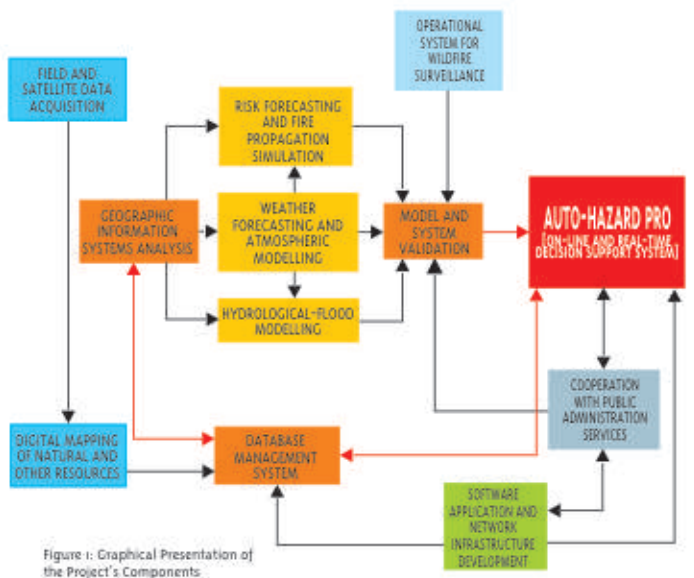 FIELD AND
SATELLITE DATA
ACQUISITION
OPERATIONAL
SYSTEM FOR
WILDFIRE
SURVEILLANCE
RISK FORECASTING
AND FIRE
PROPAGATION
SIMULATION
GEOGRAPHIC
INFORMATION
SYSTEMS ANALYSIS
WEATHER
FORECASTING AND
ATMOSPHERIC
MODELLING
MODEL AND
SYSTEM
VALIDATION
AUTO-HAZARD PRO
[ON-LINE AND REAL-TIME
DECISION SUPPORT SYSTEM]
HYDROLOGICAL-FLOOD
MODELLING
COOPERATION
WITH PUBLIC
ADMINISTRATION
SERVICES
DIGITAL MAPPING
OF NATURAL AND
OTHER RESOURCES
DATABASE
MANAGEMENT
SYSTEM
SOFTWARE
APPLICATION AND
NETWORK
INFRASTRUCTURE
DEVELOPMENT
Figure 1: Graphical Presentation of
the Project's Components